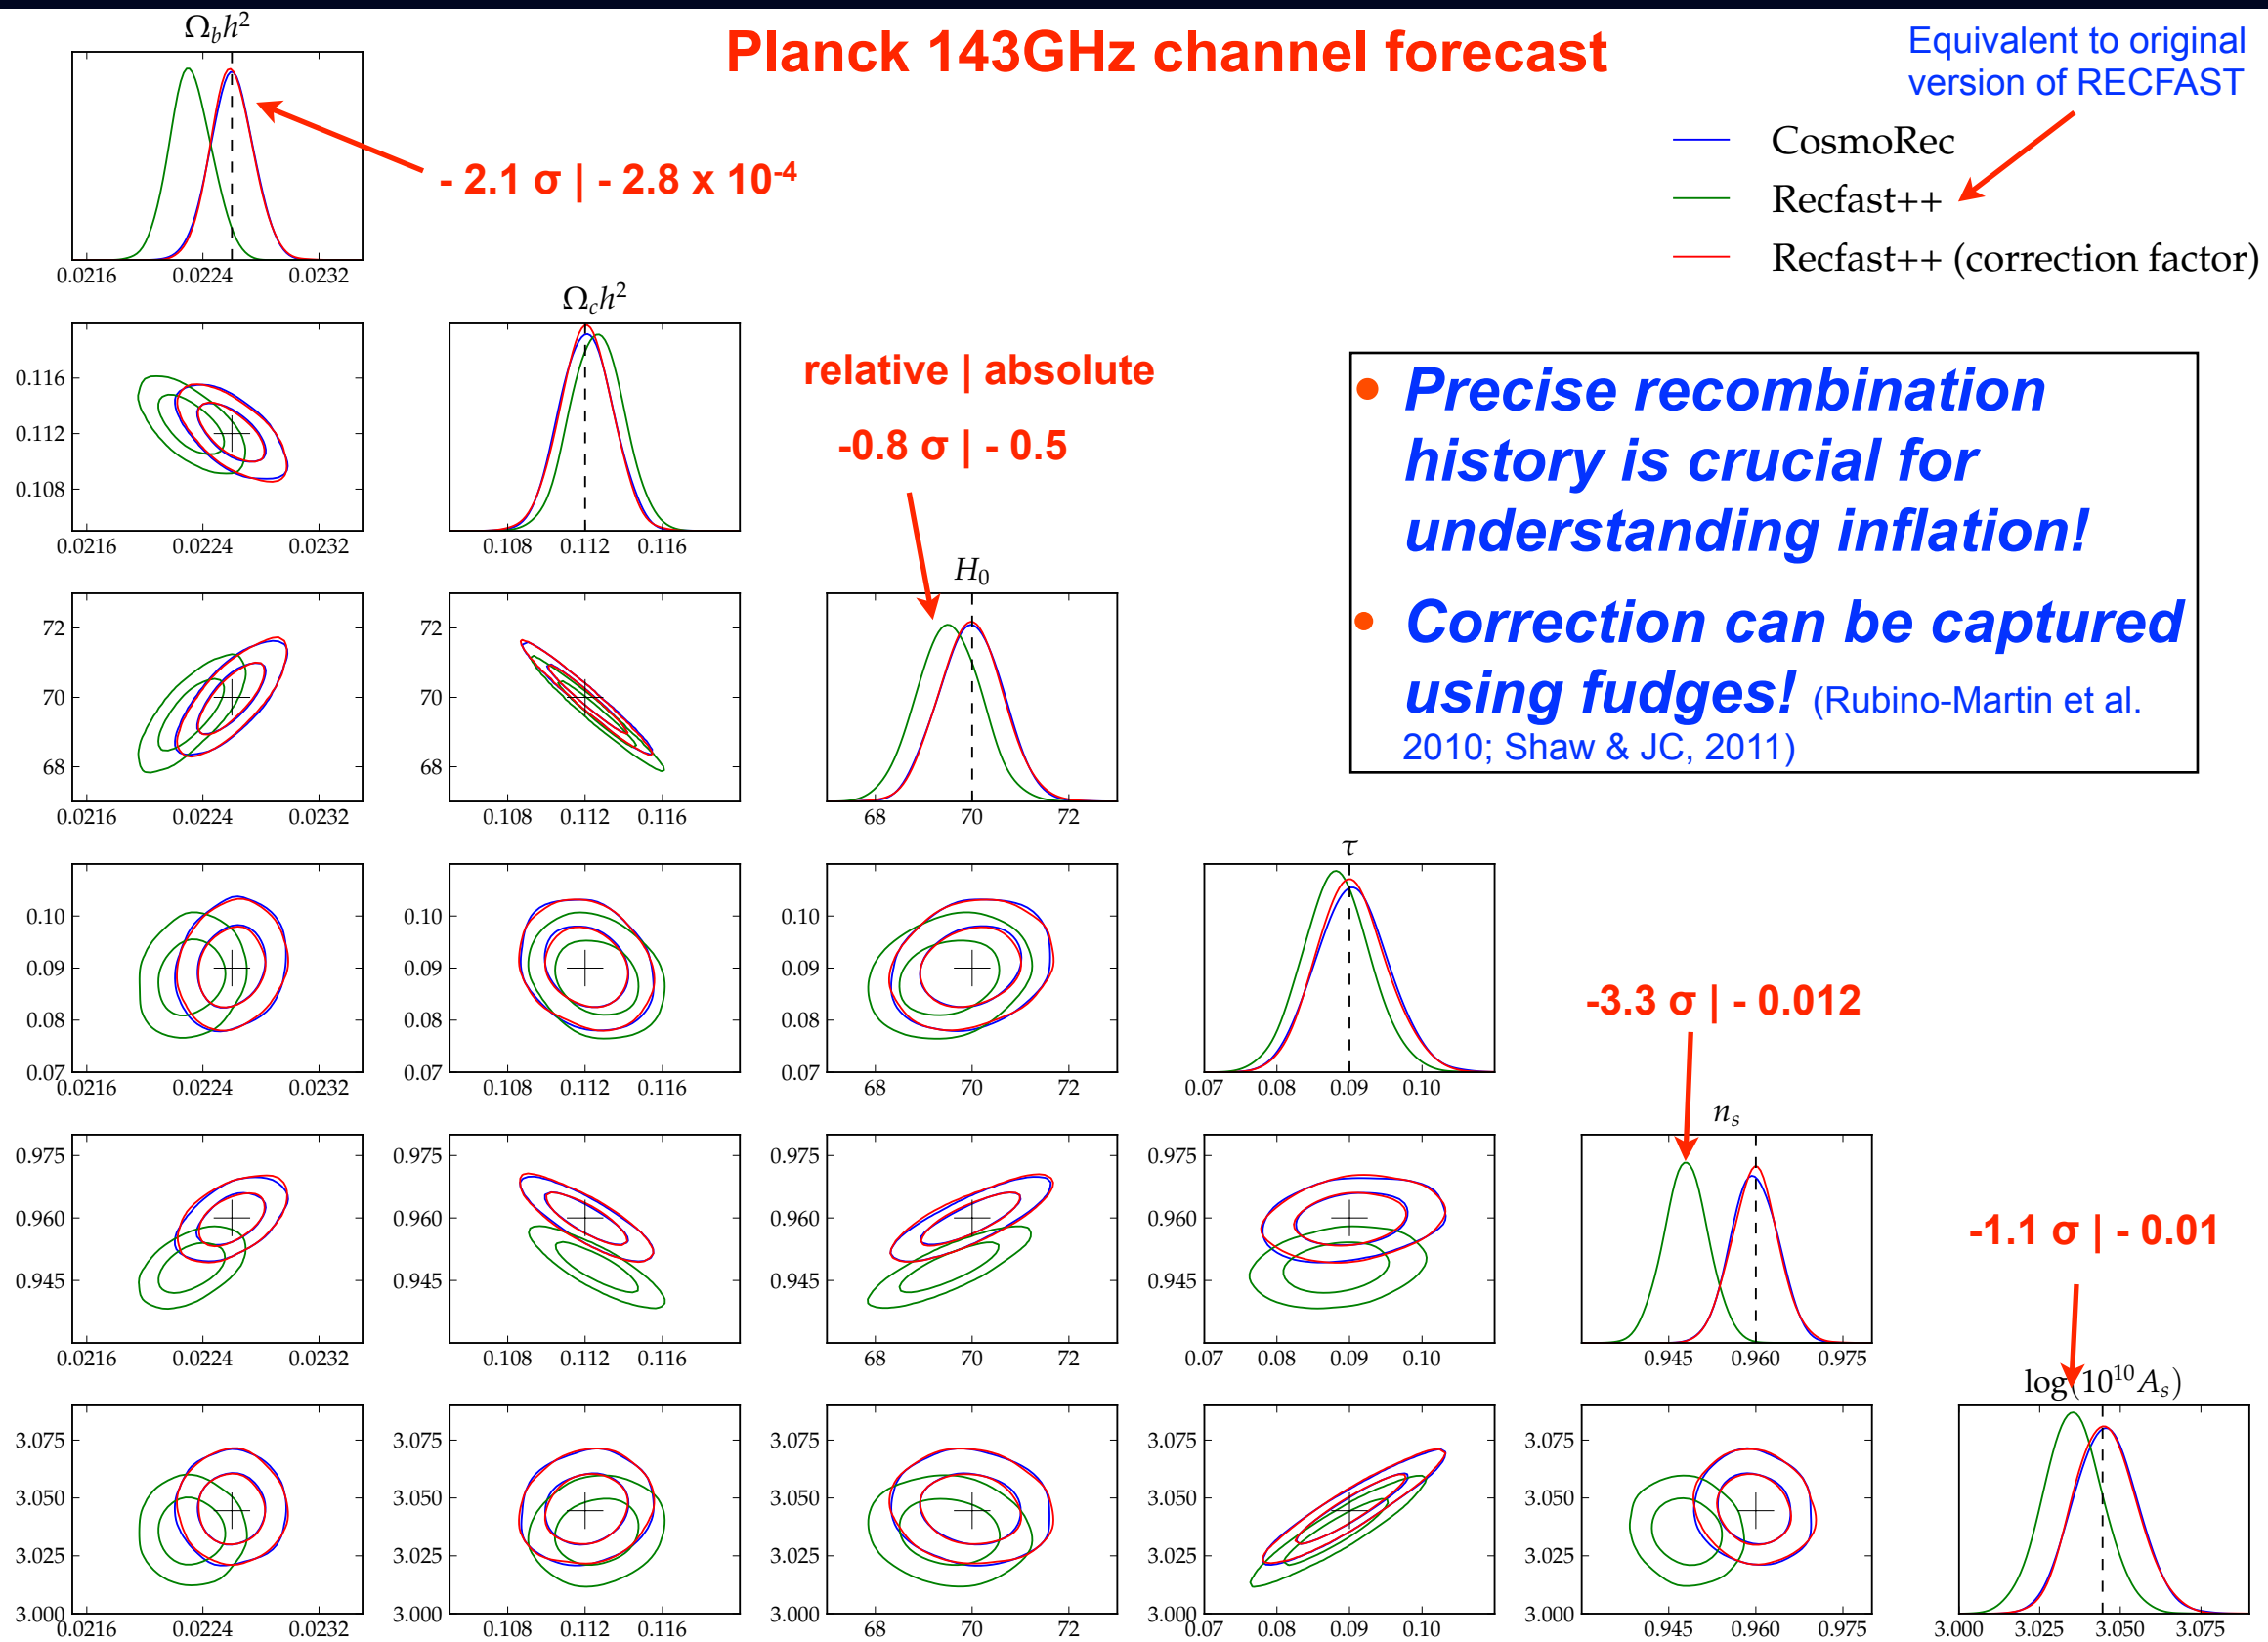 Planck 143GHz channel forecast
Equivalent to original
version of RECFAST
CosmoRec
Recfast++
Recfast++ (correction factor)
Ω_b h²
- 2.1 σ | - 2.8 x 10⁻⁴
0.0216 0.0224 0.0232
Ω_c h²
relative | absolute
-0.8 σ | - 0.5
• Precise recombination
history is crucial for
understanding inflation!
• Correction can be captured
using fudges! (Rubino-Martin et al.
2010; Shaw & JC, 2011)
0.116
0.112
0.108
0.0216 0.0224 0.0232
0.108 0.112 0.116
H₀
72
70
68
0.0216 0.0224 0.0232
72
70
68
0.108 0.112 0.116
68 70 72
τ
0.10
0.09
0.08
0.07
0.0216 0.0224 0.0232
0.10
0.09
0.08
0.07
0.108 0.112 0.116
0.10
0.09
0.08
0.07
68 70 72
0.07 0.08 0.09 0.10
-3.3 σ | - 0.012
n_s
0.975
0.960
0.945
0.0216 0.0224 0.0232
0.975
0.960
0.945
0.108 0.112 0.116
0.975
0.960
0.945
68 70 72
0.975
0.960
0.945
0.07 0.08 0.09 0.10
0.945 0.960 0.975
-1.1 σ | - 0.01
log(10¹⁰A_s)
3.075
3.050
3.025
3.000
0.0216 0.0224 0.0232
3.075
3.050
3.025
3.000
0.108 0.112 0.116
3.075
3.050
3.025
3.000
68 70 72
3.075
3.050
3.025
3.000
0.07 0.08 0.09 0.10
3.075
3.050
3.025
3.000
0.945 0.960 0.975
3.000 3.025 3.050 3.075